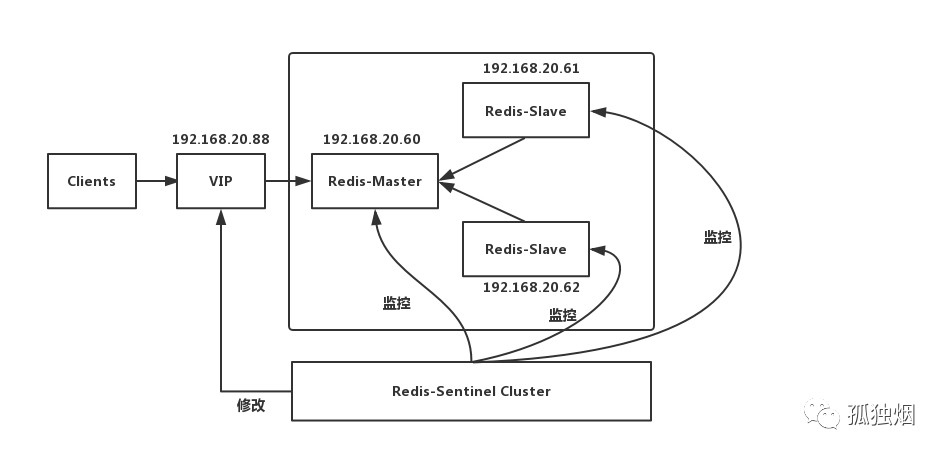 192.168.20.61
Redis-Slave
192.168.20.88
192.168.20.60
Clients
VIP
Redis-Master
监控
Redis-Slave
192.168.20.62
监控
监控
Redis-Sentinel Cluster
修改
孤独烟